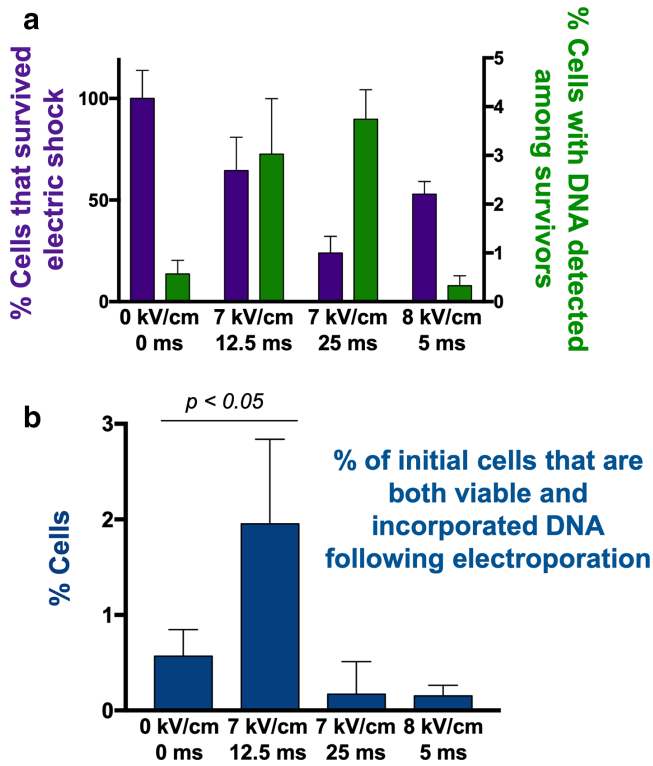 a
% Cells that survived
electric shock
100
50
0
5
4
3
2
1
0
% Cells with DNA detected
among survivors
0 kV/cm 7 kV/cm 7 kV/cm 8 kV/cm
0 ms 12.5 ms 25 ms 5 ms
b
p < 0.05
% Cells
3
2
1
0
% of initial cells that are
both viable and
incorporated DNA
following electroporation
0 kV/cm 7 kV/cm 7 kV/cm 8 kV/cm
0 ms 12.5 ms 25 ms 5 ms